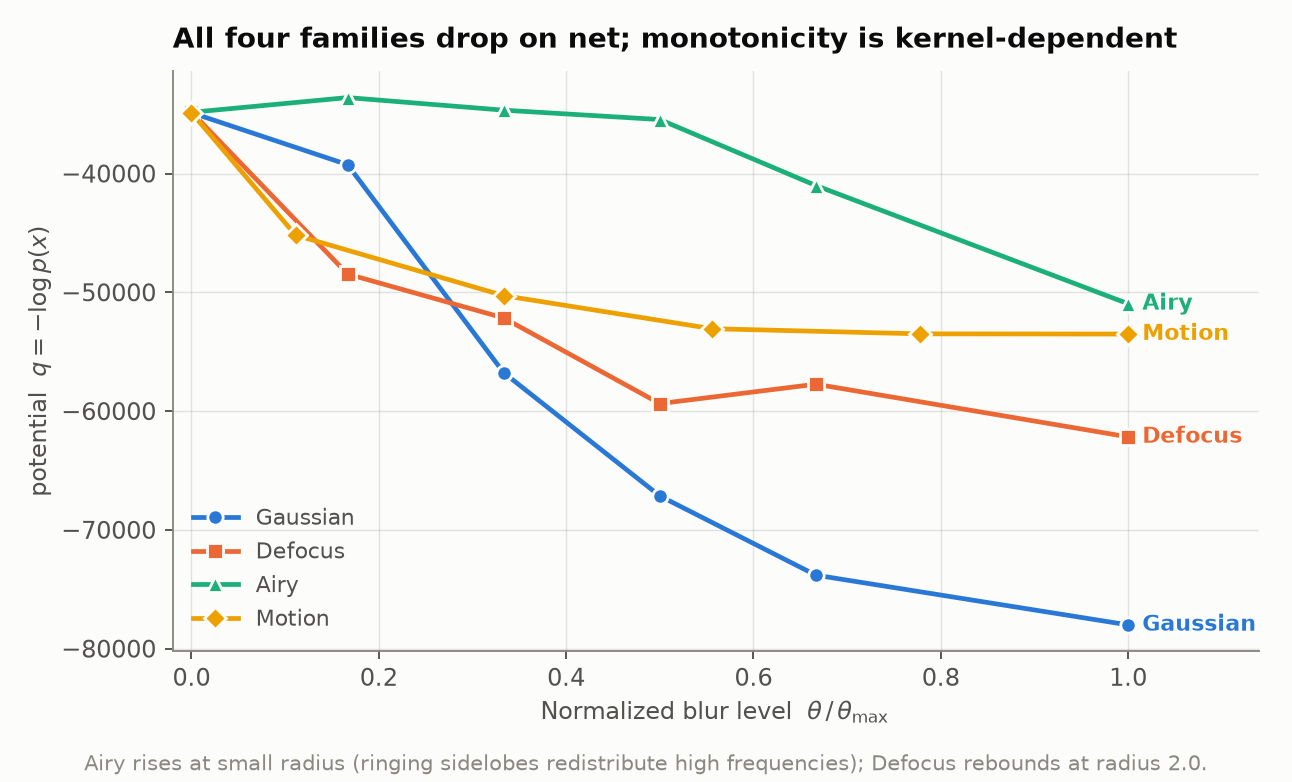 All four families drop on net; monotonicity is kernel-dependent
potential q = −log p(x)
−40000
−50000
−60000
−70000
−80000
Airy
Motion
Defocus
Gaussian
Gaussian
Defocus
Airy
Motion
0.0 0.2 0.4 0.6 0.8 1.0
Normalized blur level θ/θmax
Airy rises at small radius (ringing sidelobes redistribute high frequencies); Defocus rebounds at radius 2.0.